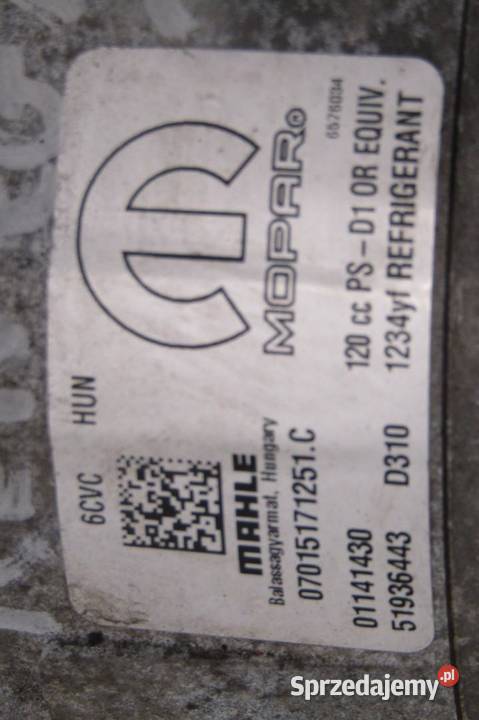 6CVC HUN
MAHLE
Balassagyarmat, Hungary
07015171251.C
MOPAR®
6576034
01141430 120 cc PS-D1 OR EQUIV.
51936443 D310 1234yf REFRIGERANT
Sprzedajemy.pl